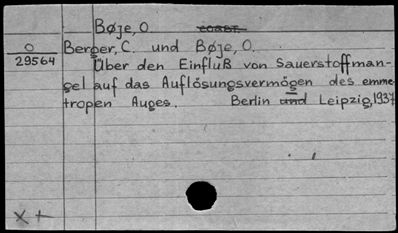 Bøje, O.
O Berger, C. und Bøje, O.
29564 Über den Einfluß von Sauerstoffman-
gel auf das Auflösungsvermögen des emme-
tropen Auges. Berlin und Leipzig, 1937
X +